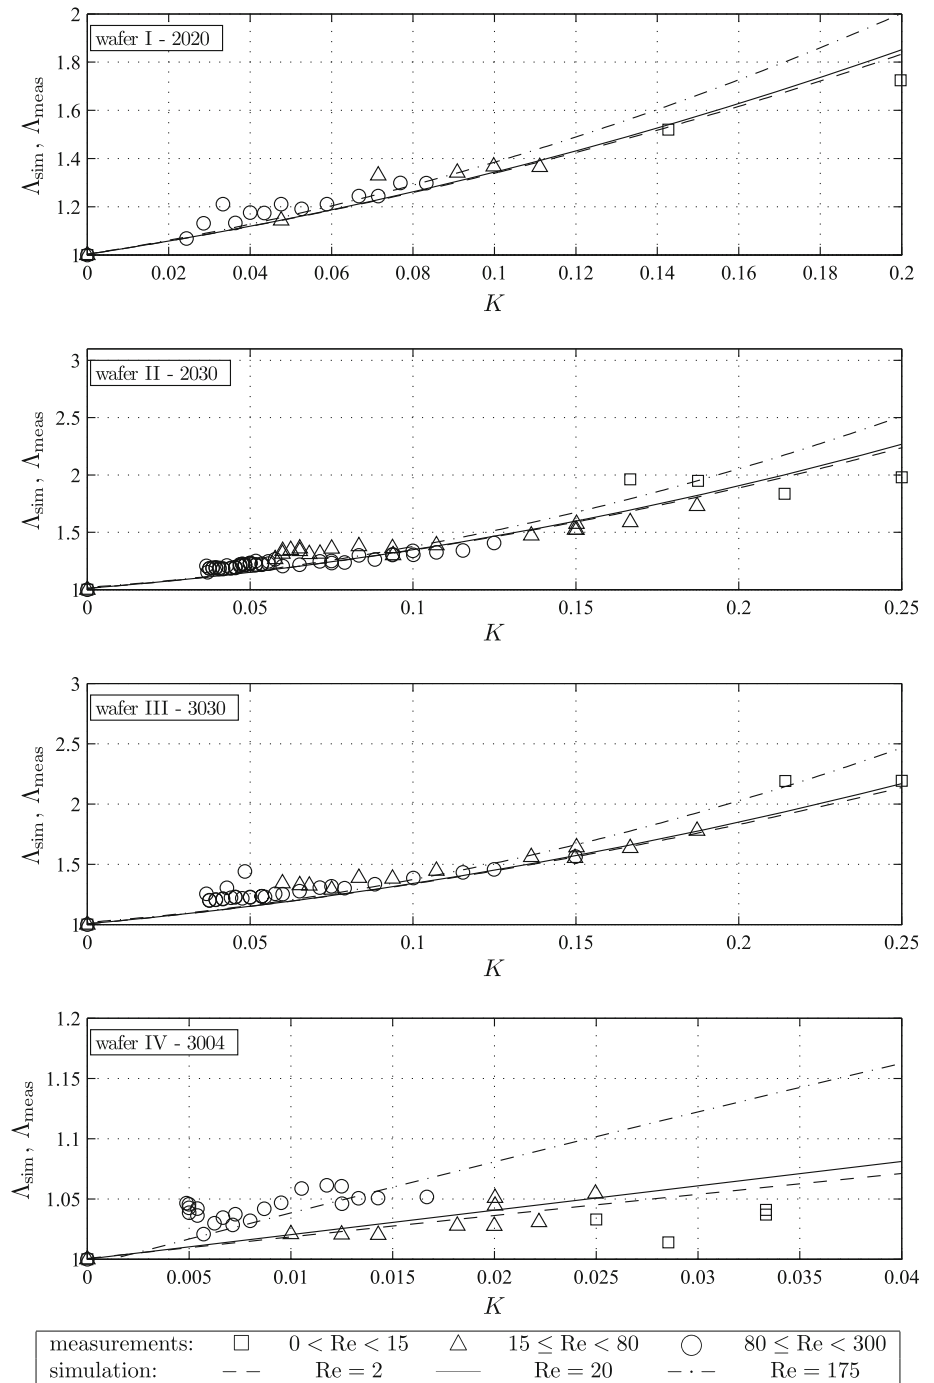 2
wafer I - 2020
1.8
1.6
1.4
1.2
1
Λsim, Λmeas
0 0.02 0.04 0.06 0.08 0.1 0.12 0.14 0.16 0.18 0.2
K
3
wafer II - 2030
2.5
2
1.5
1
Λsim, Λmeas
0 0.05 0.1 0.15 0.2 0.25
K
3
wafer III - 3030
2.5
2
1.5
1
Λsim, Λmeas
0 0.05 0.1 0.15 0.2 0.25
K
1.2
wafer IV - 3004
1.15
1.1
1.05
1
Λsim, Λmeas
0 0.005 0.01 0.015 0.02 0.025 0.03 0.035 0.04
K
measurements: 0 < Re < 15 15 ≤ Re < 80 80 ≤ Re < 300
simulation: Re = 2 Re = 20 Re = 175